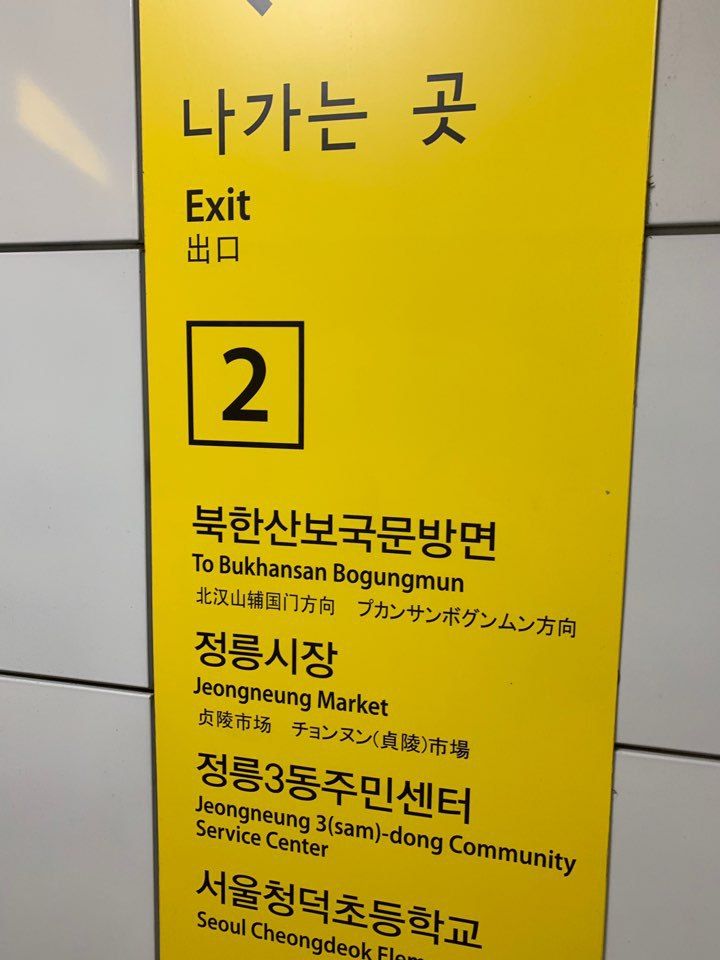 나가는 곳
Exit
出口
2
북한산보국문방면
To Bukhansan Bogungmun
北汉山辅国门方向 プカンサンボグンムン方向
정릉시장
Jeongneung Market
贞陵市场 チョンヌン(貞陵)市場
정릉3동주민센터
Jeongneung 3(sam)-dong Community
Service Center
서울청덕초등학교
Seoul Cheongdeok